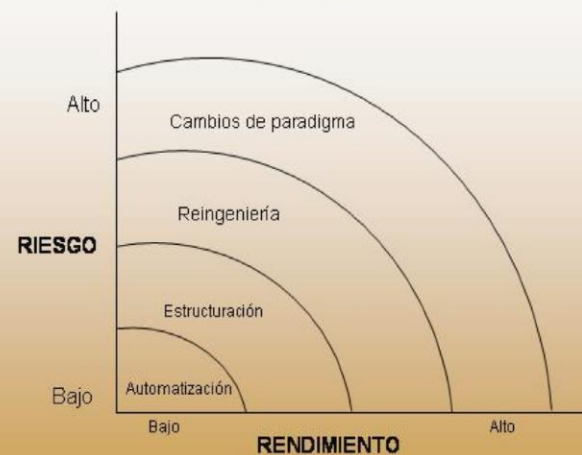 Alto
Cambios de paradigma
Reingeniería
RIESGO
Estructuración
Automatización
Bajo
Bajo
Alto
RENDIMIENTO